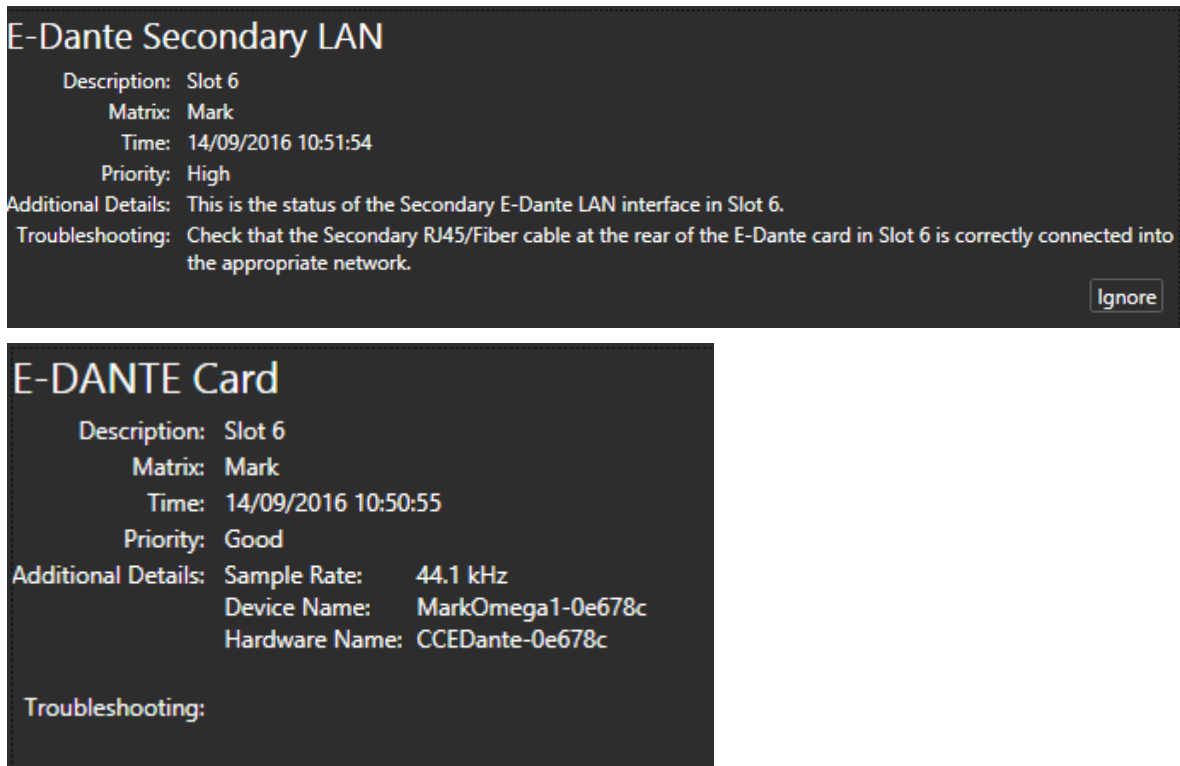 E-Dante Secondary LAN
Description: Slot 6
Matrix: Mark
Time: 14/09/2016 10:51:54
Priority: High
Additional Details: This is the status of the Secondary E-Dante LAN interface in Slot 6.
Troubleshooting: Check that the Secondary RJ45/Fiber cable at the rear of the E-Dante card in Slot 6 is correctly connected into
the appropriate network.
Ignore
E-DANTE Card
Description: Slot 6
Matrix: Mark
Time: 14/09/2016 10:50:55
Priority: Good
Additional Details: Sample Rate: 44.1 kHz
Device Name: MarkOmega1-0e678c
Hardware Name: CCEDante-0e678c
Troubleshooting: